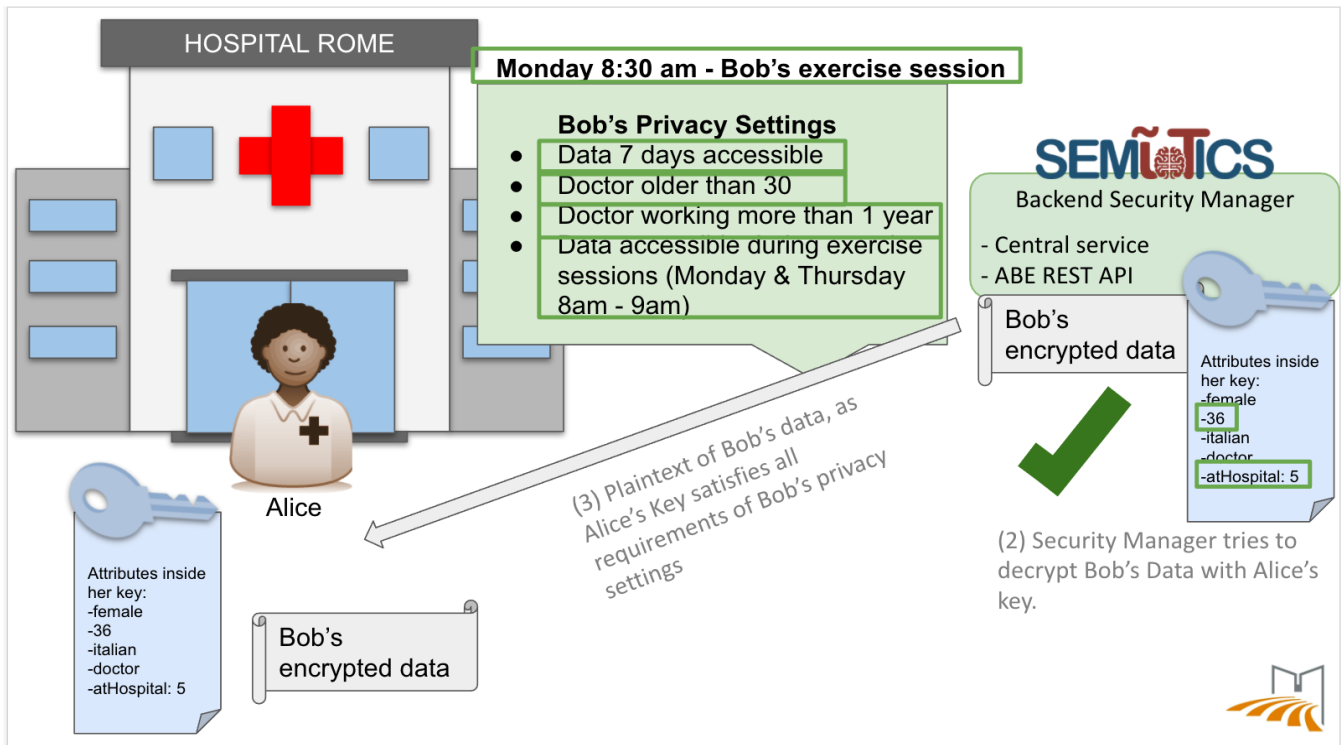 HOSPITAL ROME
Monday 8:30 am - Bob's exercise session
Bob's Privacy Settings
● Data 7 days accessible
● Doctor older than 30
● Doctor working more than 1 year
● Data accessible during exercise
sessions (Monday & Thursday
8am - 9am)
SEMIoTICS
Backend Security Manager
- Central service
- ABE REST API
Bob's
encrypted data
Attributes inside
her key:
-female
-36
-italian
-doctor
-atHospital: 5
(2) Security Manager tries to
decrypt Bob's Data with Alice's
key.
(3) Plaintext of Bob's data, as
Alice's Key satisfies all
requirements of Bob's privacy
settings
Alice
Attributes inside
her key:
-female
-36
-italian
-doctor
-atHospital: 5
Bob's
encrypted data